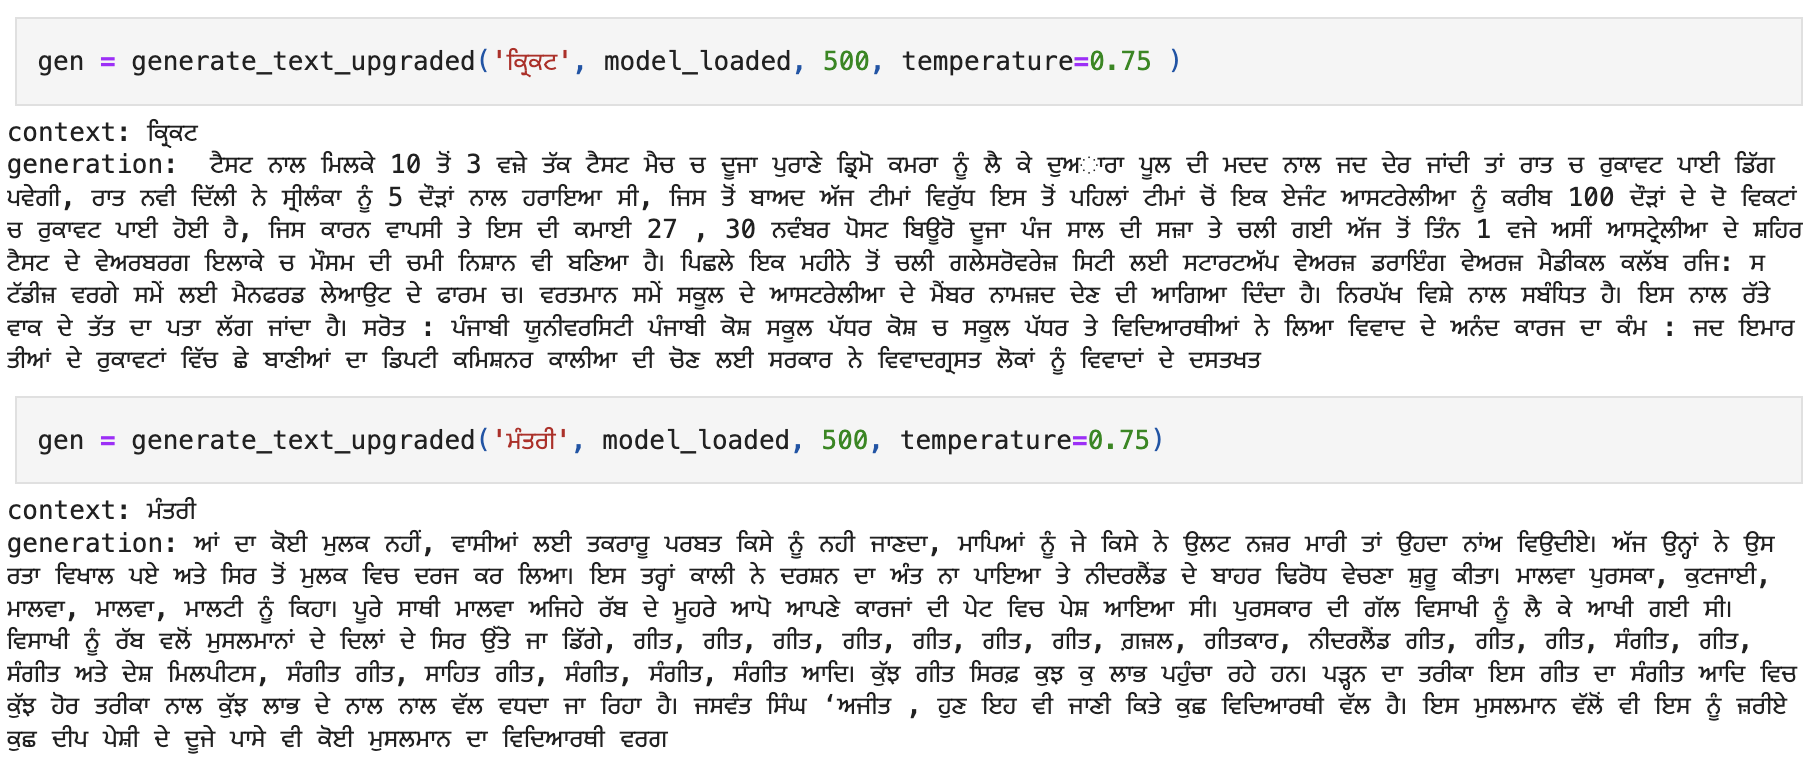 gen = generate_text_upgraded('ਕ੍ਰਿਕਟ', model_loaded, 500, temperature=0.75 )
context: ਕ੍ਰਿਕਟ
generation:  ਟੈਸਟ ਨਾਲ ਮਿਲਕੇ 10 ਤੋਂ 3 ਵਜ਼ੇ ਤੱਕ ਟੈਸਟ ਮੈਚ ਚ ਦੂਜਾ ਪੁਰਾਣੇ ਡ੍ਰਿਮੋ ਕਮਰਾ ਨੂੰ ਲੈ ਕੇ ਦੁਅਾਰਾ ਪੂਲ ਦੀ ਮਦਦ ਨਾਲ ਜਦ ਦੇਰ ਜਾਂਦੀ ਤਾਂ ਰਾਤ ਚ ਰੁਕਾਵਟ ਪਾਈ ਡਿੱਗ
ਪਵੇਗੀ, ਰਾਤ ਨਵੀ ਦਿੱਲੀ ਨੇ ਸ੍ਰੀਲੰਕਾ ਨੂੰ 5 ਦੌੜਾਂ ਨਾਲ ਹਰਾਇਆ ਸੀ, ਜਿਸ ਤੋਂ ਬਾਅਦ ਅੱਜ ਟੀਮਾਂ ਵਿਰੁੱਧ ਇਸ ਤੋਂ ਪਹਿਲਾਂ ਟੀਮਾਂ ਚੋਂ ਇਕ ਏਜੰਟ ਆਸਟਰੇਲੀਆ ਨੂੰ ਕਰੀਬ 100 ਦੌੜਾਂ ਦੇ ਦੋ ਵਿਕਟਾਂ
ਚ ਰੁਕਾਵਟ ਪਾਈ ਹੋਈ ਹੈ, ਜਿਸ ਕਾਰਨ ਵਾਪਸੀ ਤੇ ਇਸ ਦੀ ਕਮਾਈ 27 , 30 ਨਵੰਬਰ ਪੋਸਟ ਬਿਊਰੋ ਦੂਜਾ ਪੰਜ ਸਾਲ ਦੀ ਸਜ਼ਾ ਤੇ ਚਲੀ ਗਈ ਅੱਜ ਤੋਂ ਤਿੰਨ 1 ਵਜੇ ਅਸੀਂ ਆਸਟ੍ਰੇਲੀਆ ਦੇ ਸ਼ਹਿਰ
ਟੈਸਟ ਦੇ ਵੇਅਰਬਰਗ ਇਲਾਕੇ ਚ ਮੌਸਮ ਦੀ ਚਮੀ ਨਿਸ਼ਾਨ ਵੀ ਬਣਿਆ ਹੈ। ਪਿਛਲੇ ਇਕ ਮਹੀਨੇ ਤੋਂ ਚਲੀ ਗਲੇਸਰੋਵਰੇਜ਼ ਸਿਟੀ ਲਈ ਸਟਾਰਟਅੱਪ ਵੇਅਰਜ਼ ਡਰਾਇੰਗ ਵੇਅਰਜ਼ ਮੈਡੀਕਲ ਕਲੱਬ ਰਜਿ: ਸ
ਟੱਡੀਜ਼ ਵਰਗੇ ਸਮੇਂ ਲਈ ਮੈਨਫਰਡ ਲੇਆਉਟ ਦੇ ਫਾਰਮ ਚ। ਵਰਤਮਾਨ ਸਮੇਂ ਸਕੂਲ ਦੇ ਆਸਟਰੇਲੀਆ ਦੇ ਮੈਂਬਰ ਨਾਮਜ਼ਦ ਦੇਣ ਦੀ ਆਗਿਆ ਦਿੰਦਾ ਹੈ। ਨਿਰਪੱਖ ਵਿਸ਼ੇ ਨਾਲ ਸਬੰਧਿਤ ਹੈ। ਇਸ ਨਾਲ ਰੱਤੇ
ਵਾਕ ਦੇ ਤੱਤ ਦਾ ਪਤਾ ਲੱਗ ਜਾਂਦਾ ਹੈ। ਸਰੋਤ : ਪੰਜਾਬੀ ਯੂਨੀਵਰਸਿਟੀ ਪੰਜਾਬੀ ਕੋਸ਼ ਸਕੂਲ ਪੱਧਰ ਕੋਸ਼ ਚ ਸਕੂਲ ਪੱਧਰ ਤੇ ਵਿਦਿਆਰਥੀਆਂ ਨੇ ਲਿਆ ਵਿਵਾਦ ਦੇ ਅਨੰਦ ਕਾਰਜ ਦਾ ਕੰਮ : ਜਦ ਇਮਾਰ
ਤੀਆਂ ਦੇ ਰੁਕਾਵਟਾਂ ਵਿੱਚ ਛੇ ਬਾਣੀਆਂ ਦਾ ਡਿਪਟੀ ਕਮਿਸ਼ਨਰ ਕਾਲੀਆ ਦੀ ਚੋਣ ਲਈ ਸਰਕਾਰ ਨੇ ਵਿਵਾਦਗ੍ਰਸਤ ਲੋਕਾਂ ਨੂੰ ਵਿਵਾਦਾਂ ਦੇ ਦਸਤਖਤ
gen = generate_text_upgraded('ਮੰਤਰੀ', model_loaded, 500, temperature=0.75)
context: ਮੰਤਰੀ
generation: ਆਂ ਦਾ ਕੋਈ ਮੁਲਕ ਨਹੀਂ, ਵਾਸੀਆਂ ਲਈ ਤਕਰਾਰੂ ਪਰਬਤ ਕਿਸੇ ਨੂੰ ਨਹੀ ਜਾਣਦਾ, ਮਾਪਿਆਂ ਨੂੰ ਜੇ ਕਿਸੇ ਨੇ ਉਲਟ ਨਜ਼ਰ ਮਾਰੀ ਤਾਂ ਉਹਦਾ ਨਾਂਅ ਵਿਉਦੀਏ। ਅੱਜ ਉਨ੍ਹਾਂ ਨੇ ਉਸ
ਰਤਾ ਵਿਖਾਲ ਪਏ ਅਤੇ ਸਿਰ ਤੋਂ ਮੁਲਕ ਵਿਚ ਦਰਜ ਕਰ ਲਿਆ। ਇਸ ਤਰ੍ਹਾਂ ਕਾਲੀ ਨੇ ਦਰਸ਼ਨ ਦਾ ਅੰਤ ਨਾ ਪਾਇਆ ਤੇ ਨੀਦਰਲੈਂਡ ਦੇ ਬਾਹਰ ਢਿਰੋਧ ਵੇਚਣਾ ਸ਼ੁਰੂ ਕੀਤਾ। ਮਾਲਵਾ ਪੁਰਸਕਾ, ਕੁਟਜਾਈ,
ਮਾਲਵਾ, ਮਾਲਵਾ, ਮਾਲਟੀ ਨੂੰ ਕਿਹਾ। ਪੂਰੇ ਸਾਥੀ ਮਾਲਵਾ ਅਜਿਹੇ ਰੱਬ ਦੇ ਮੂਹਰੇ ਆਪੋ ਆਪਣੇ ਕਾਰਜਾਂ ਦੀ ਪੇਟ ਵਿਚ ਪੇਸ਼ ਆਇਆ ਸੀ। ਪੁਰਸਕਾਰ ਦੀ ਗੱਲ ਵਿਸਾਖੀ ਨੂੰ ਲੈ ਕੇ ਆਖੀ ਗਈ ਸੀ।
ਵਿਸਾਖੀ ਨੂੰ ਰੱਬ ਵਲੋਂ ਮੁਸਲਮਾਨਾਂ ਦੇ ਦਿਲਾਂ ਦੇ ਸਿਰ ਉੱਤੇ ਜਾ ਡਿੱਗੇ, ਗੀਤ, ਗੀਤ, ਗੀਤ, ਗੀਤ, ਗੀਤ, ਗੀਤ, ਗੀਤ, ਗ਼ਜ਼ਲ, ਗੀਤਕਾਰ, ਨੀਦਰਲੈਂਡ ਗੀਤ, ਗੀਤ, ਗੀਤ, ਸੰਗੀਤ, ਗੀਤ,
ਸੰਗੀਤ ਅਤੇ ਦੇਸ਼ ਮਿਲਪੀਟਸ, ਸੰਗੀਤ ਗੀਤ, ਸਾਹਿਤ ਗੀਤ, ਸੰਗੀਤ, ਸੰਗੀਤ, ਸੰਗੀਤ ਆਦਿ। ਕੁੱਝ ਗੀਤ ਸਿਰਫ਼ ਕੁਝ ਕੁ ਲਾਭ ਪਹੁੰਚਾ ਰਹੇ ਹਨ। ਪੜ੍ਹਨ ਦਾ ਤਰੀਕਾ ਇਸ ਗੀਤ ਦਾ ਸੰਗੀਤ ਆਦਿ ਵਿਚ
ਕੁੱਝ ਹੋਰ ਤਰੀਕਾ ਨਾਲ ਕੁੱਝ ਲਾਭ ਦੇ ਨਾਲ ਨਾਲ ਵੱਲ ਵਧਦਾ ਜਾ ਰਿਹਾ ਹੈ। ਜਸਵੰਤ ਸਿੰਘ ‘ਅਜੀਤ , ਹੁਣ ਇਹ ਵੀ ਜਾਣੀ ਕਿਤੇ ਕੁਛ ਵਿਦਿਆਰਥੀ ਵੱਲ ਹੈ। ਇਸ ਮੁਸਲਮਾਨ ਵੱਲੋਂ ਵੀ ਇਸ ਨੂੰ ਜ਼ਰੀਏ
ਕੁਛ ਦੀਪ ਪੇਸ਼ੀ ਦੇ ਦੂਜੇ ਪਾਸੇ ਵੀ ਕੋਈ ਮੁਸਲਮਾਨ ਦਾ ਵਿਦਿਆਰਥੀ ਵਰਗ